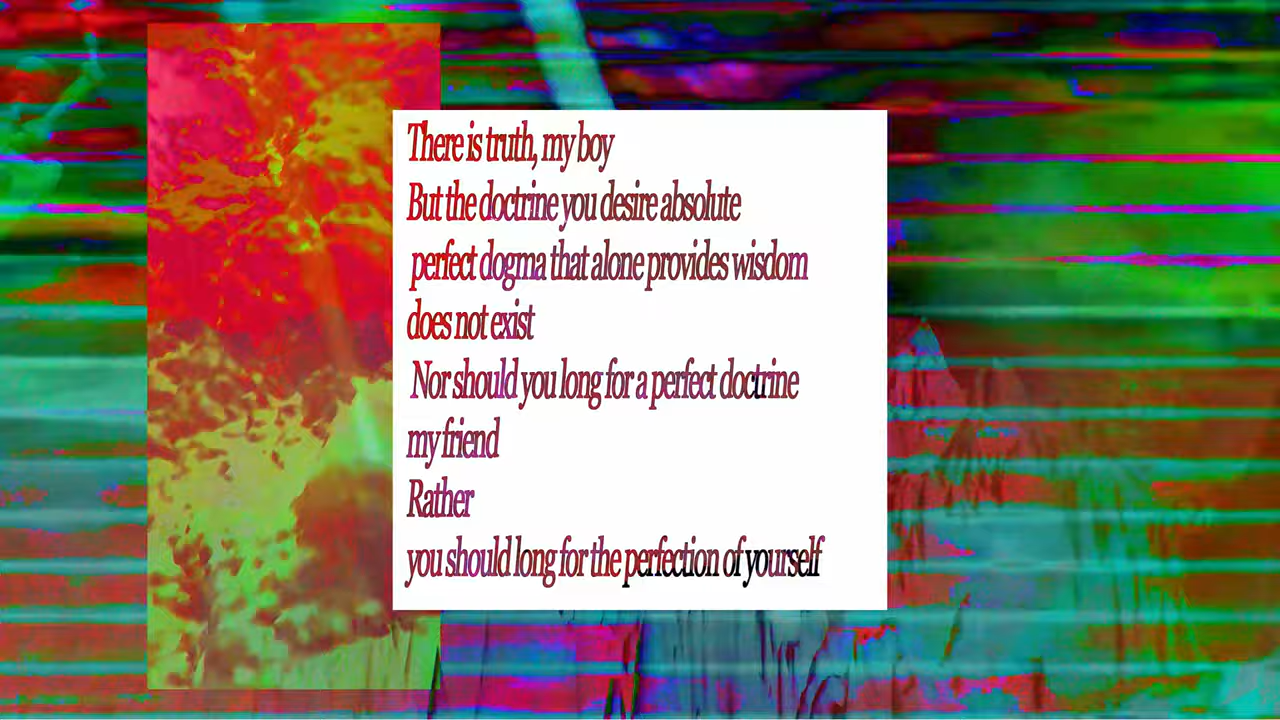 There is truth, my boy
But the doctrine you desire absolute
perfect dogma that alone provides wisdom
does not exist
Nor should you long for a perfect doctrine
my friend
Rather
you should long for the perfection of yourself